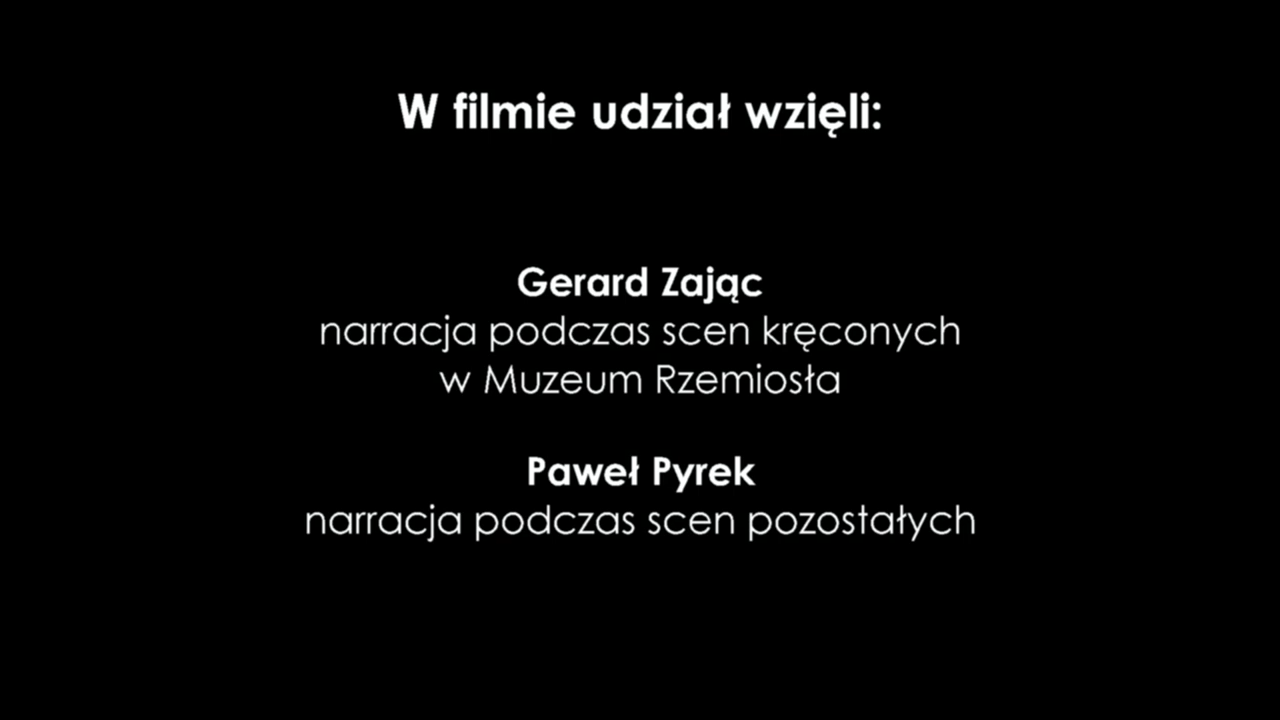 W filmie udział wzięli:
Gerard Zając
narracja podczas scen kręconych
w Muzeum Rzemiosła
Paweł Pyrek
narracja podczas scen pozostałych